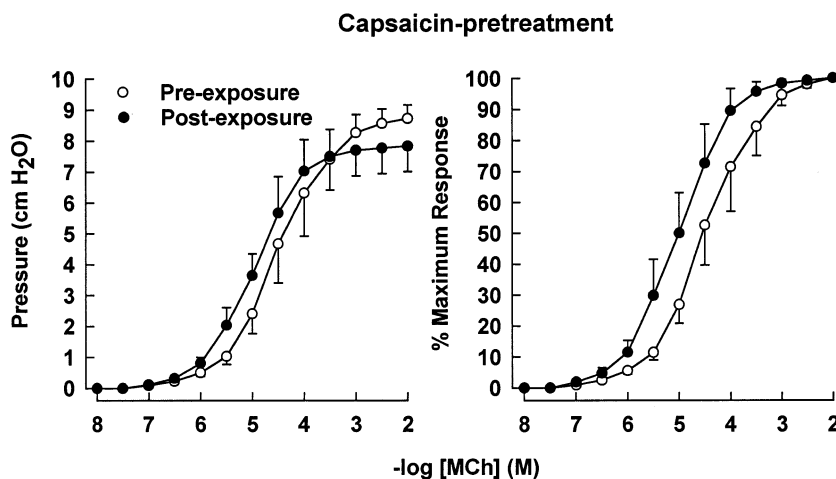 Capsaicin-pretreatment
10
9
8
7
6
5
4
3
2
1
0
Pressure (cm H₂O)
Pre-exposure
Post-exposure
8 7 6 5 4 3 2
100
90
80
70
60
50
40
30
20
10
0
% Maximum Response
8 7 6 5 4 3 2
-log [MCh] (M)